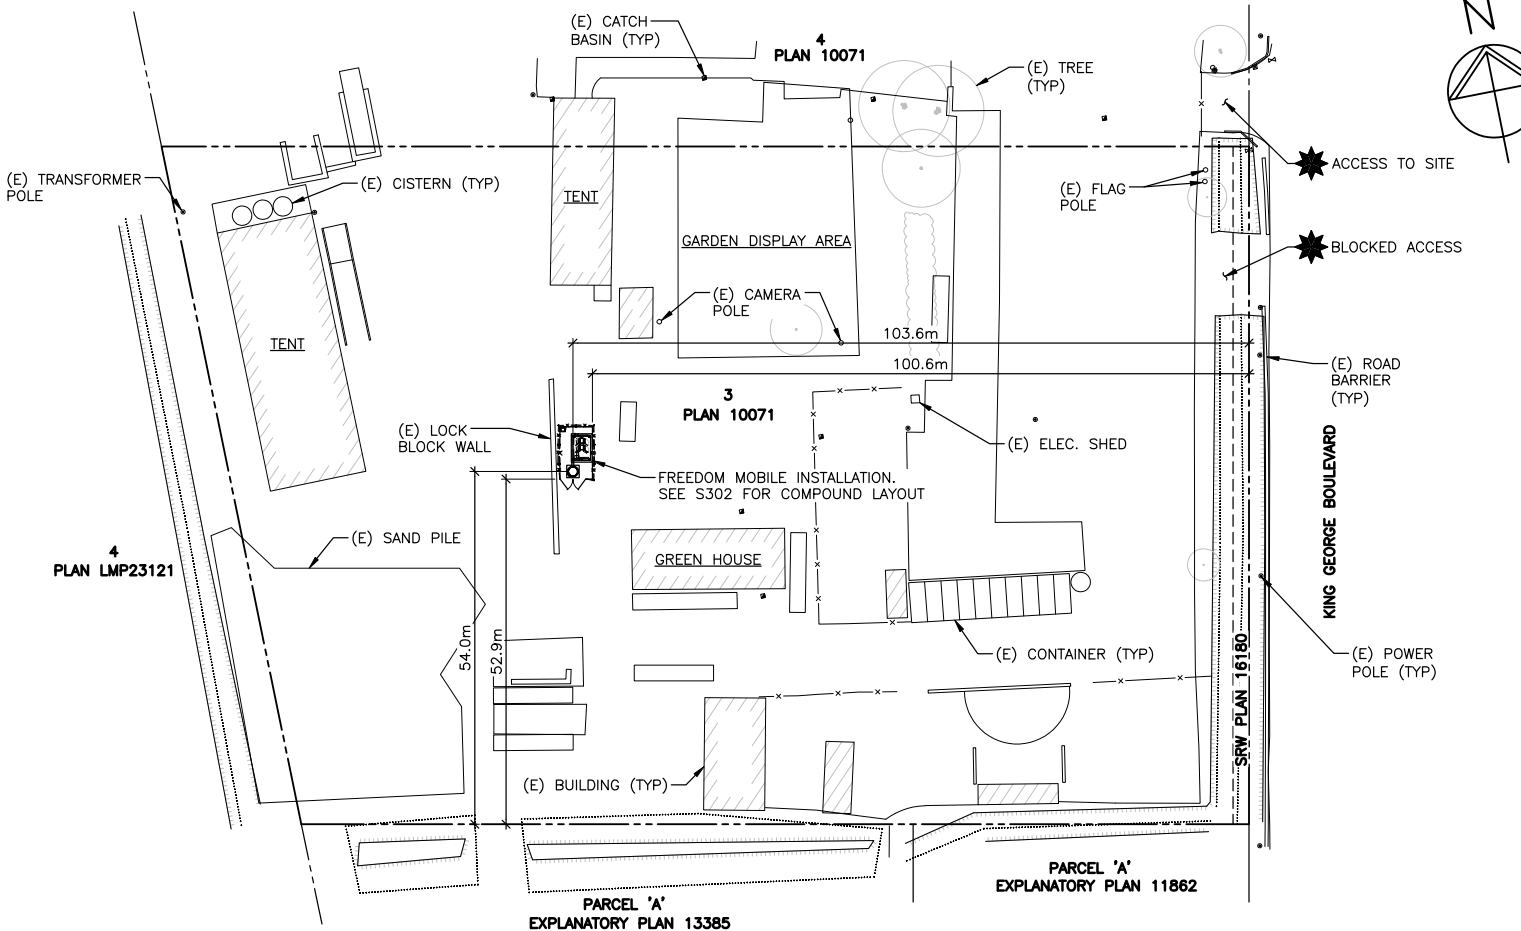 (E) CATCH
BASIN (TYP)
4
PLAN 10071
(E) TREE
(TYP)
N
(E) TRANSFORMER
POLE
(E) CISTERN (TYP)
TENT
(E) FLAG
POLE
ACCESS TO SITE
GARDEN DISPLAY AREA
BLOCKED ACCESS
(E) CAMERA
POLE
TENT
103.6m
100.6m
(E) ROAD
BARRIER
(TYP)
3
PLAN 10071
(E) LOCK
BLOCK WALL
(E) ELEC. SHED
FREEDOM MOBILE INSTALLATION.
SEE S302 FOR COMPOUND LAYOUT
KING GEORGE BOULEVARD
(E) SAND PILE
4
PLAN LMP23121
GREEN HOUSE
54.0m
52.9m
(E) CONTAINER (TYP)
(E) POWER
POLE (TYP)
SRW PLAN 16180
(E) BUILDING (TYP)
PARCEL 'A'
EXPLANATORY PLAN 11862
PARCEL 'A'
EXPLANATORY PLAN 13385